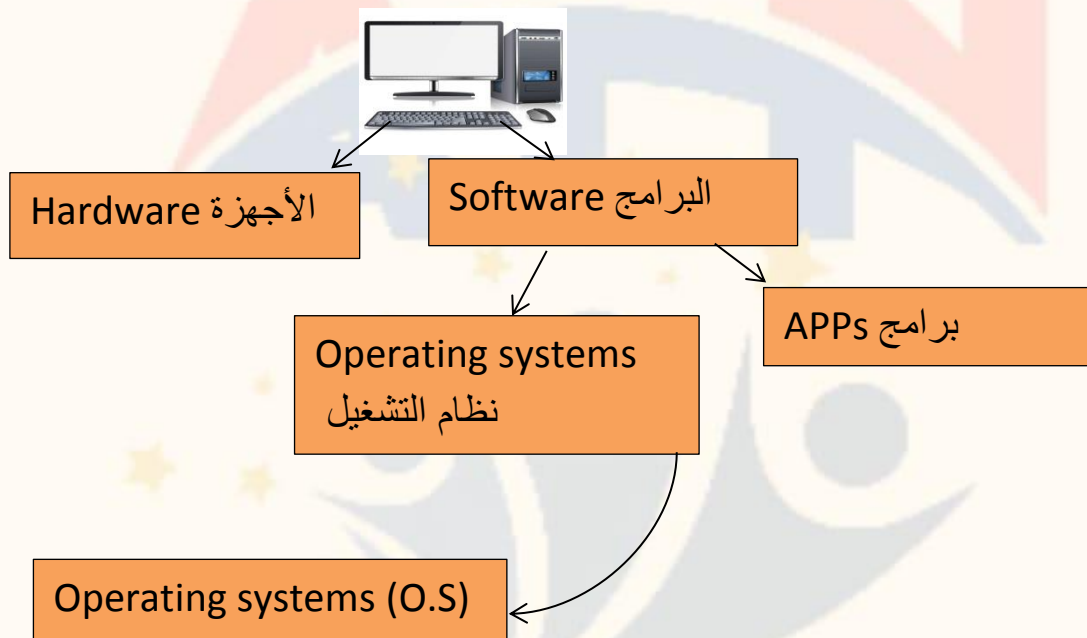 Hardware الأجهزة
Software البرامج
APPs برامج
Operating systems
نظام التشغيل
Operating systems (O.S)